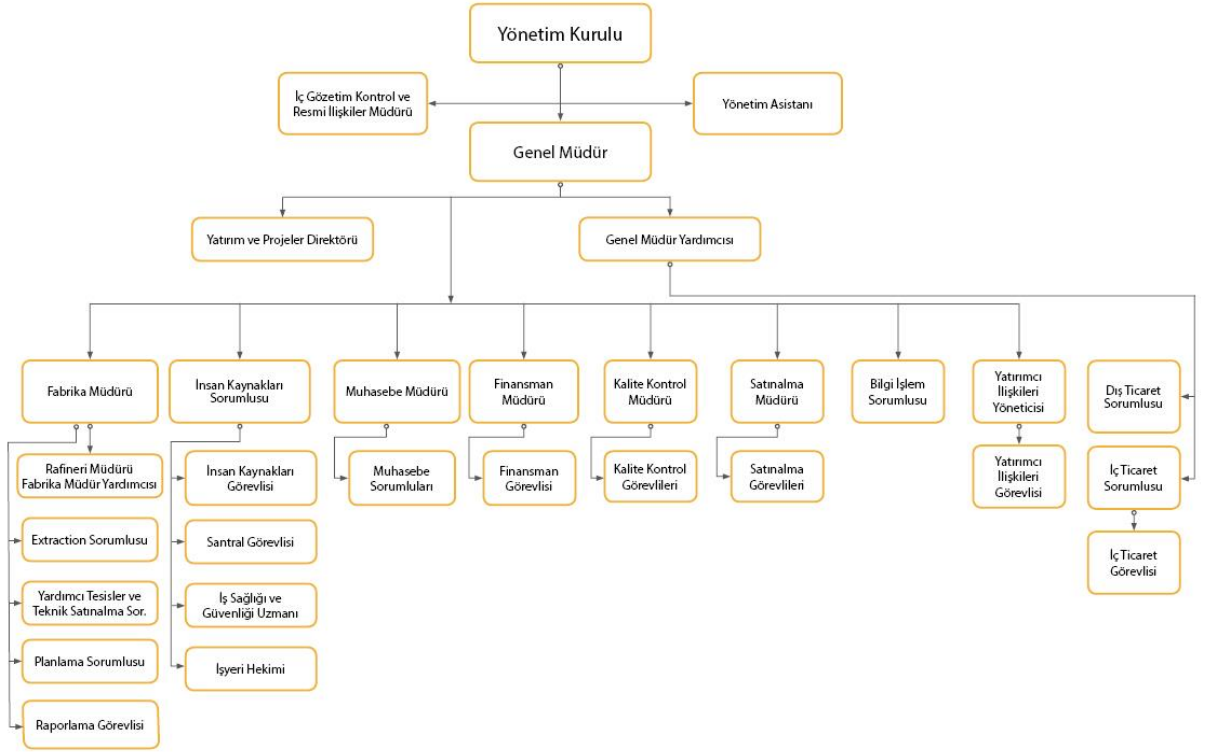 Yönetim Kurulu
İç Gözetim Kontrol ve
Resmi İlişkiler Müdürü
Yönetim Asistanı
Genel Müdür
Yatırım ve Projeler Direktörü
Genel Müdür Yardımcısı
Fabrika Müdürü
İnsan Kaynakları
Sorumlusu
Muhasebe Müdürü
Finansman
Müdürü
Kalite Kontrol
Müdürü
Satınalma
Müdürü
Bilgi İşlem
Sorumlusu
Yatırımcı
İlişkileri
Yöneticisi
Dış Ticaret
Sorumlusu
Rafineri Müdürü
Fabrika Müdür Yardımcısı
İnsan Kaynakları
Görevlisi
Muhasebe
Sorumluları
Finansman
Görevlisi
Kalite Kontrol
Görevlileri
Satınalma
Görevlileri
Yatırımcı
İlişkileri
Görevlisi
İç Ticaret
Sorumlusu
Extraction Sorumlusu
Santral Görevlisi
İç Ticaret
Görevlisi
Yardımcı Tesisler ve
Teknik Satınalma Sor.
İş Sağlığı ve
Güvenliği Uzmanı
Planlama Sorumlusu
İşyeri Hekimi
Raporlama Görevlisi